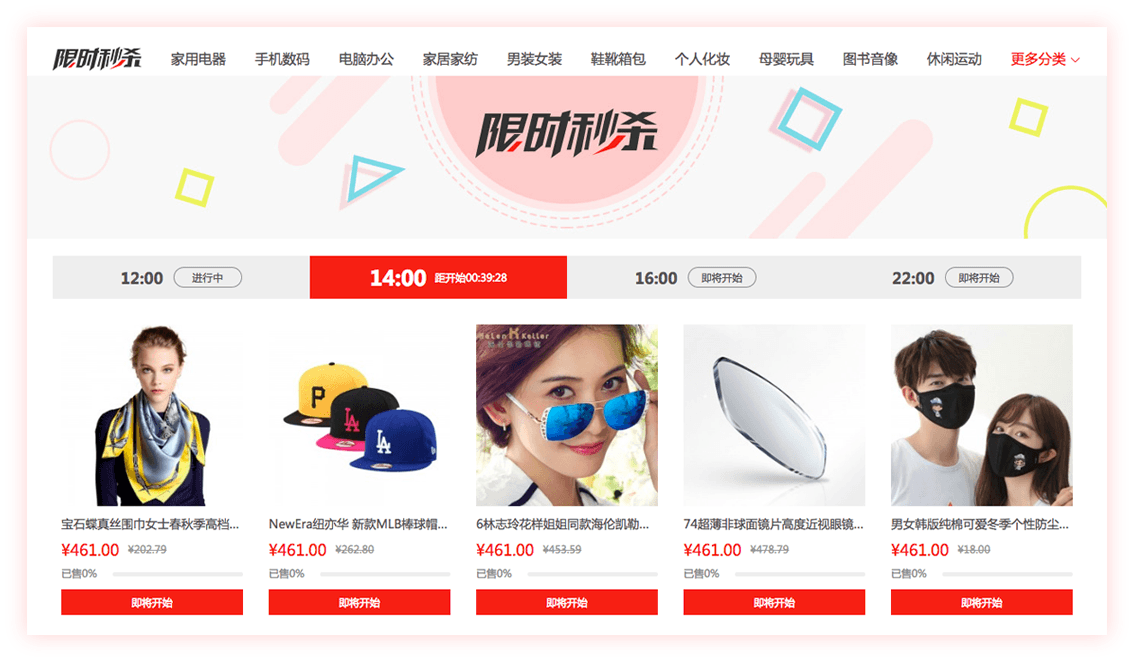 限时秒杀 家用电器 手机数码 电脑办公 家居家纺 男装女装 鞋靴箱包 个人化妆 母婴玩具 图书音像 休闲运动 更多分类
限时秒杀
12:00 进行中 14:00 距开始00:39:28 16:00 即将开始 22:00 即将开始
P
LA
LA
Helen Keller
宝石蝶真丝围巾女士春秋季高档...
¥461.00 ¥202.79
已售0%
即将开始
NewEra纽亦华 新款MLB棒球帽...
¥461.00 ¥262.80
已售0%
即将开始
6林志玲花样姐姐同款海伦凯勒...
¥461.00 ¥453.59
已售0%
即将开始
74超薄非球面镜片高度近视眼镜...
¥461.00 ¥478.79
已售0%
即将开始
男女韩版纯棉可爱冬季个性防尘...
¥461.00 ¥18.00
已售0%
即将开始